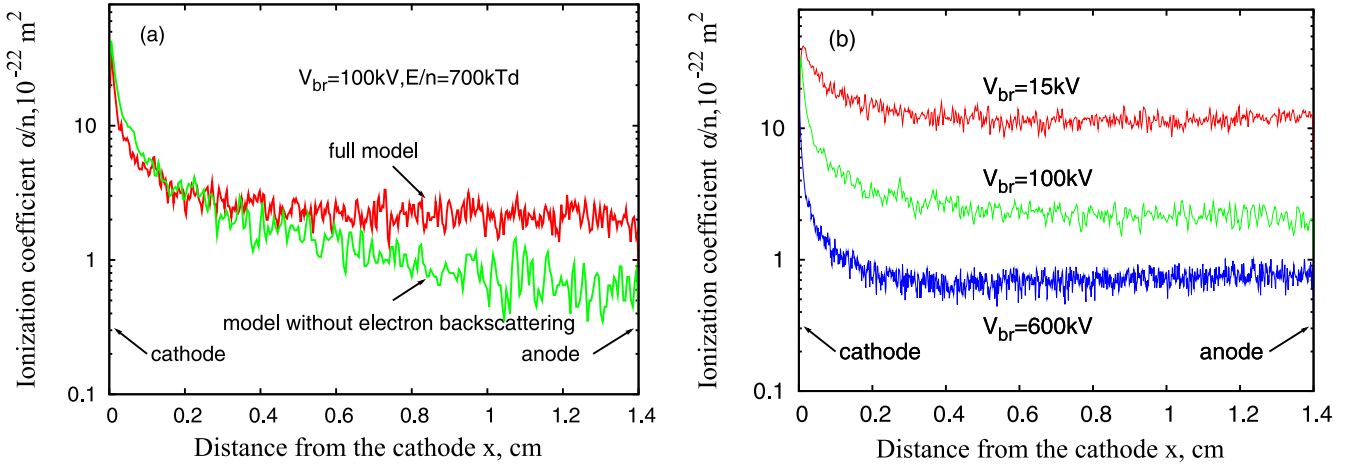 (a)
V_br=100kV,E/n=700kTd
full model
model without electron backscattering
cathode
anode
Ionization coefficient α/n,10^-22 m^2
10
1
0.1
0 0.2 0.4 0.6 0.8 1 1.2 1.4
Distance from the cathode x, cm
(b)
V_br=15kV
V_br=100kV
V_br=600kV
cathode
anode
Ionization coefficient α/n,10^-22 m^2
10
1
0.1
0 0.2 0.4 0.6 0.8 1 1.2 1.4
Distance from the cathode x, cm